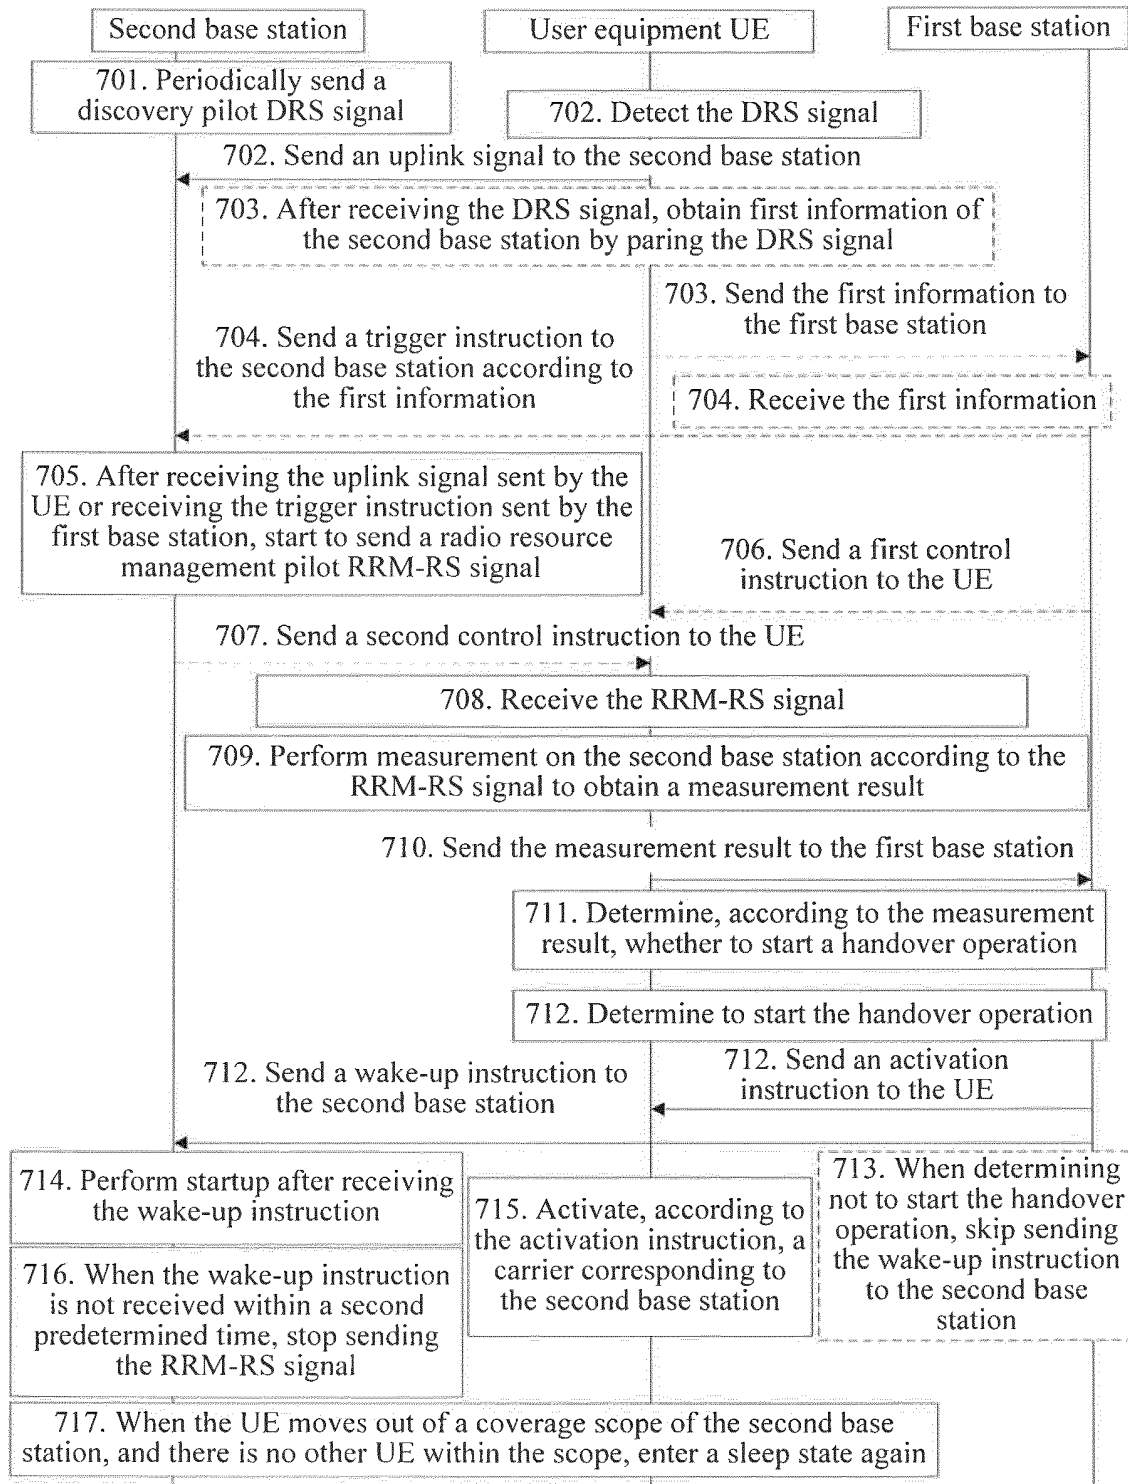 Second base station
User equipment UE
First base station
701. Periodically send a
discovery pilot DRS signal
702. Detect the DRS signal
702. Send an uplink signal to the second base station
703. After receiving the DRS signal, obtain first information of
the second base station by paring the DRS signal
703. Send the first information to
the first base station
704. Send a trigger instruction to
the second base station according to
the first information
704. Receive the first information
705. After receiving the uplink signal sent by the
UE or receiving the trigger instruction sent by the
first base station, start to send a radio resource
management pilot RRM-RS signal
706. Send a first control
instruction to the UE
707. Send a second control instruction to the UE
708. Receive the RRM-RS signal
709. Perform measurement on the second base station according to the
RRM-RS signal to obtain a measurement result
710. Send the measurement result to the first base station
711. Determine, according to the measurement
result, whether to start a handover operation
712. Determine to start the handover operation
712. Send an activation
instruction to the UE
712. Send a wake-up instruction to
the second base station
714. Perform startup after receiving
the wake-up instruction
715. Activate, according to
the activation instruction, a
carrier corresponding to
the second base station
713. When determining
not to start the handover
operation, skip sending
the wake-up instruction
to the second base
station
716. When the wake-up instruction
is not received within a second
predetermined time, stop sending
the RRM-RS signal
717. When the UE moves out of a coverage scope of the second base
station, and there is no other UE within the scope, enter a sleep state again